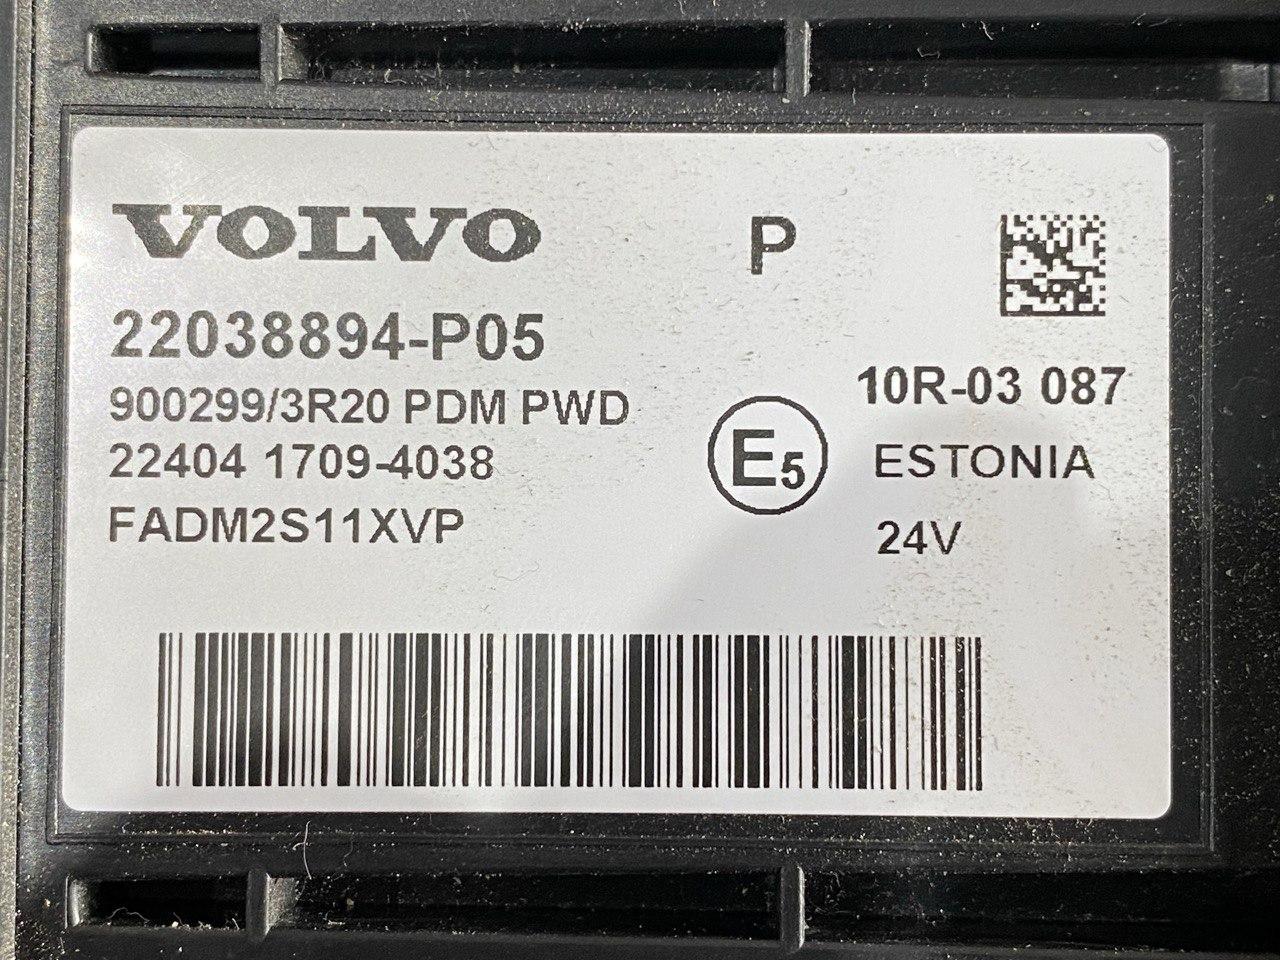 VOLVO
P
22038894-P05
900299/3R20 PDM PWD
10R-03 087
22404 1709-4038
E5
ESTONIA
FADM2S11XVP
24V